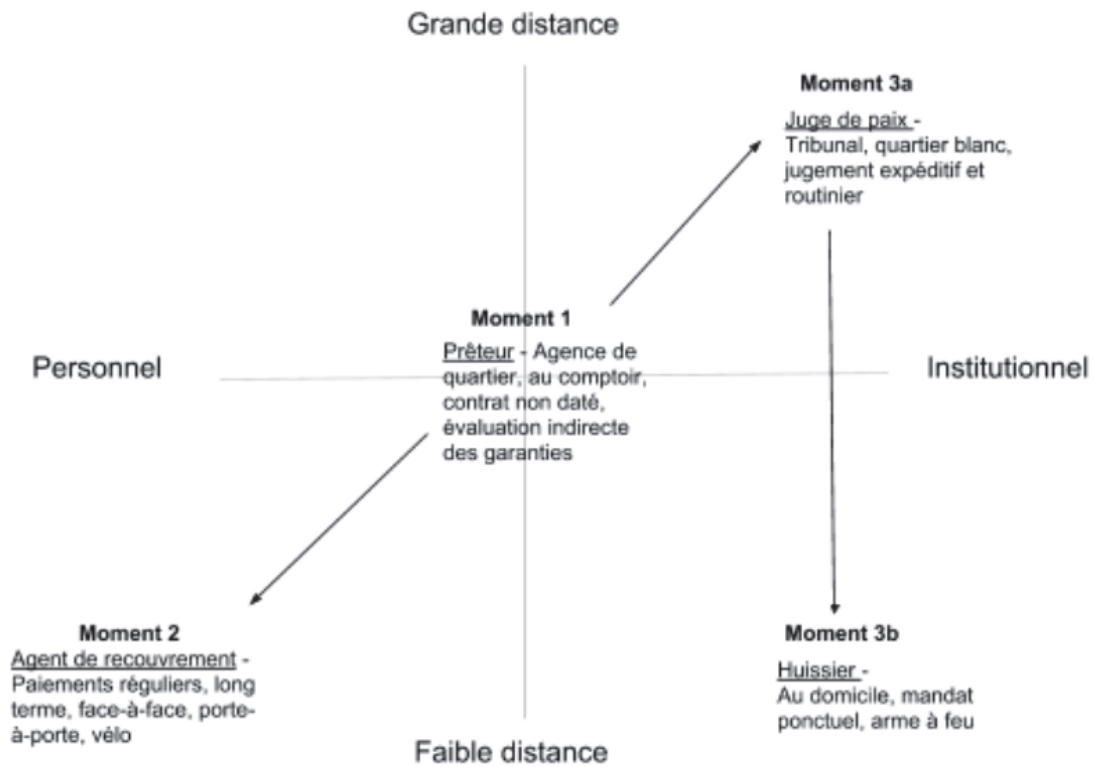 Grande distance
Moment 3a
Juge de paix -
Tribunal, quartier blanc,
jugement expéditif et
routinier
Moment 1
Prêteur - Agence de
quartier, au comptoir,
contrat non daté,
évaluation indirecte
des garanties
Personnel
Institutionnel
Moment 2
Agent de recouvrement -
Paiements réguliers, long
terme, face-à-face, porte-
à-porte, vélo
Moment 3b
Huissier -
Au domicile, mandat
ponctuel, arme à feu
Faible distance